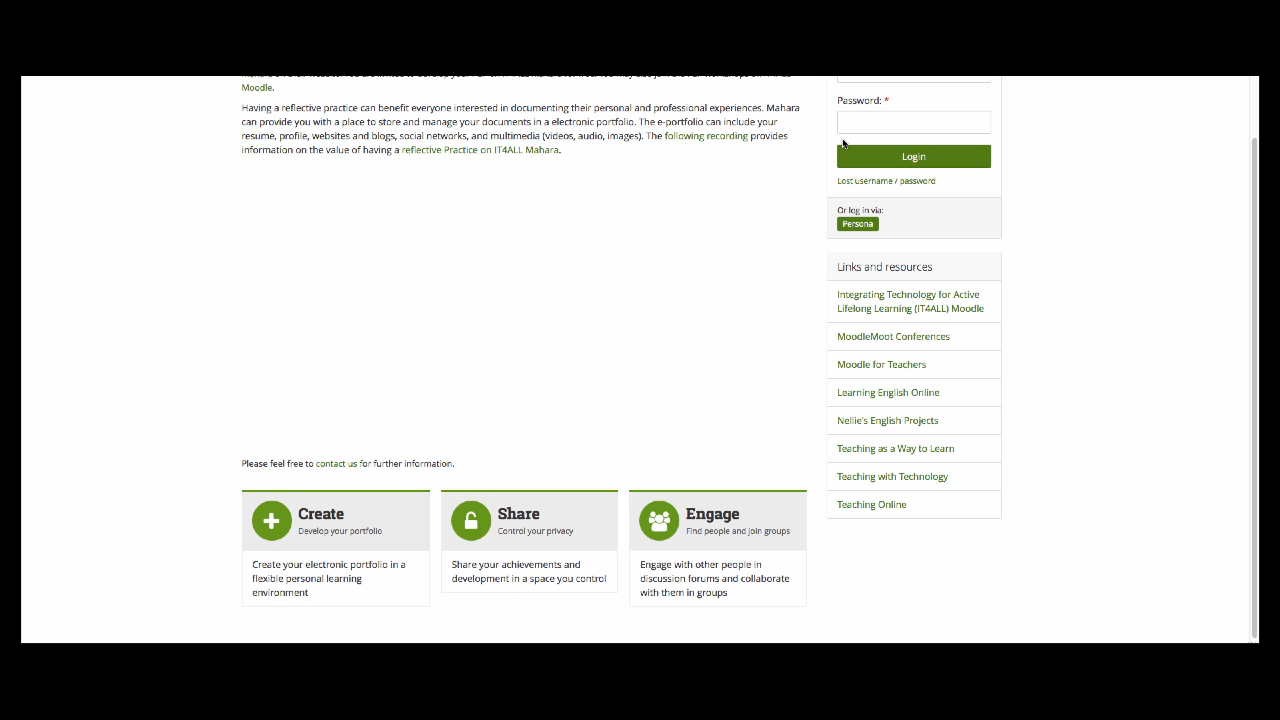 Moodle.
Having a reflective practice can benefit everyone interested in documenting their personal and professional experiences. Mahara
can provide you with a place to store and manage your documents in a electronic portfolio. The e-portfolio can include your
resume, profile, websites and blogs, social networks, and multimedia (videos, audio, images). The following recording provides
information on the value of having a reflective Practice on IT4ALL Mahara.
Please feel free to contact us for further information.
Create
Develop your portfolio
Create your electronic portfolio in a
flexible personal learning
environment
Share
Control your privacy
Share your achievements and
development in a space you control
Engage
Find people and join groups
Engage with other people in
discussion forums and collaborate
with them in groups
Password: *
Login
Lost username / password
Or log in via:
Persona
Links and resources
Integrating Technology for Active
Lifelong Learning (IT4ALL) Moodle
MoodleMoot Conferences
Moodle for Teachers
Learning English Online
Nellie's English Projects
Teaching as a Way to Learn
Teaching with Technology
Teaching Online